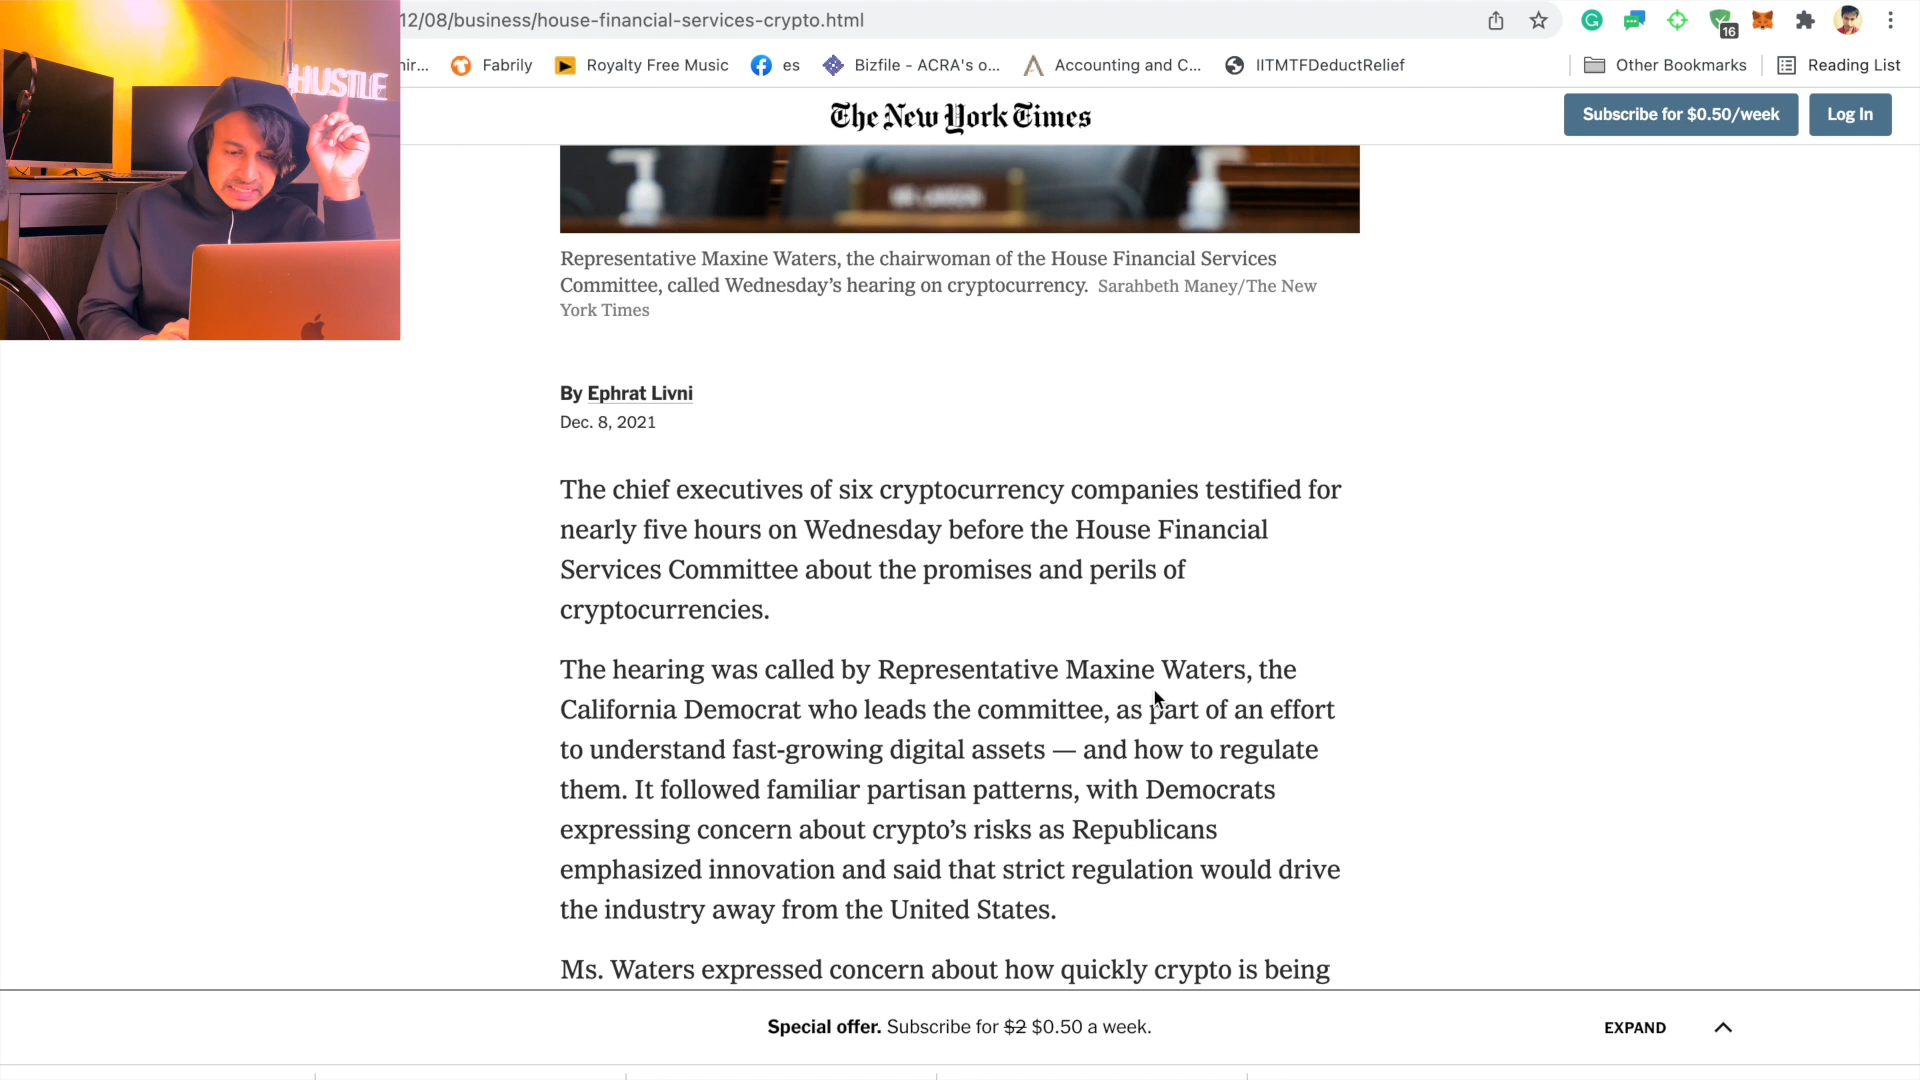 HUSTLE
12/08/business/house-financial-services-crypto.html
16
nir...
Fabrily
Royalty Free Music
es
Bizfile - ACRA's o...
Accounting and C...
IITMTFDeductRelief
Other Bookmarks
Reading List
The New York Times
Subscribe for $0.50/week
Log In
Representative Maxine Waters, the chairwoman of the House Financial Services
Committee, called Wednesday’s hearing on cryptocurrency. Sarahbeth Maney/The New
York Times
By Ephrat Livni
Dec. 8, 2021
The chief executives of six cryptocurrency companies testified for
nearly five hours on Wednesday before the House Financial
Services Committee about the promises and perils of
cryptocurrencies.
The hearing was called by Representative Maxine Waters, the
California Democrat who leads the committee, as part of an effort
to understand fast-growing digital assets — and how to regulate
them. It followed familiar partisan patterns, with Democrats
expressing concern about crypto’s risks as Republicans
emphasized innovation and said that strict regulation would drive
the industry away from the United States.
Ms. Waters expressed concern about how quickly crypto is being
Special offer. Subscribe for $2 $0.50 a week.
EXPAND